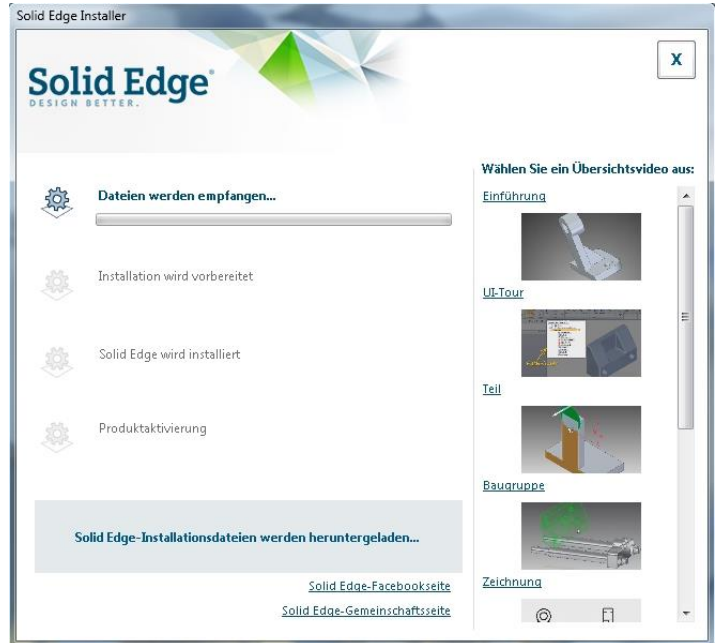 Solid Edge Installer
Solid Edge®
DESIGN BETTER.
X
Dateien werden empfangen...
Installation wird vorbereitet
Solid Edge wird installiert
Produktaktivierung
Solid Edge-Installationsdateien werden heruntergeladen...
Solid Edge-Facebookseite
Solid Edge-Gemeinschaftsseite
Wählen Sie ein Übersichtsvideo aus:
Einführung
UI-Tour
Teil
Baugruppe
Zeichnung